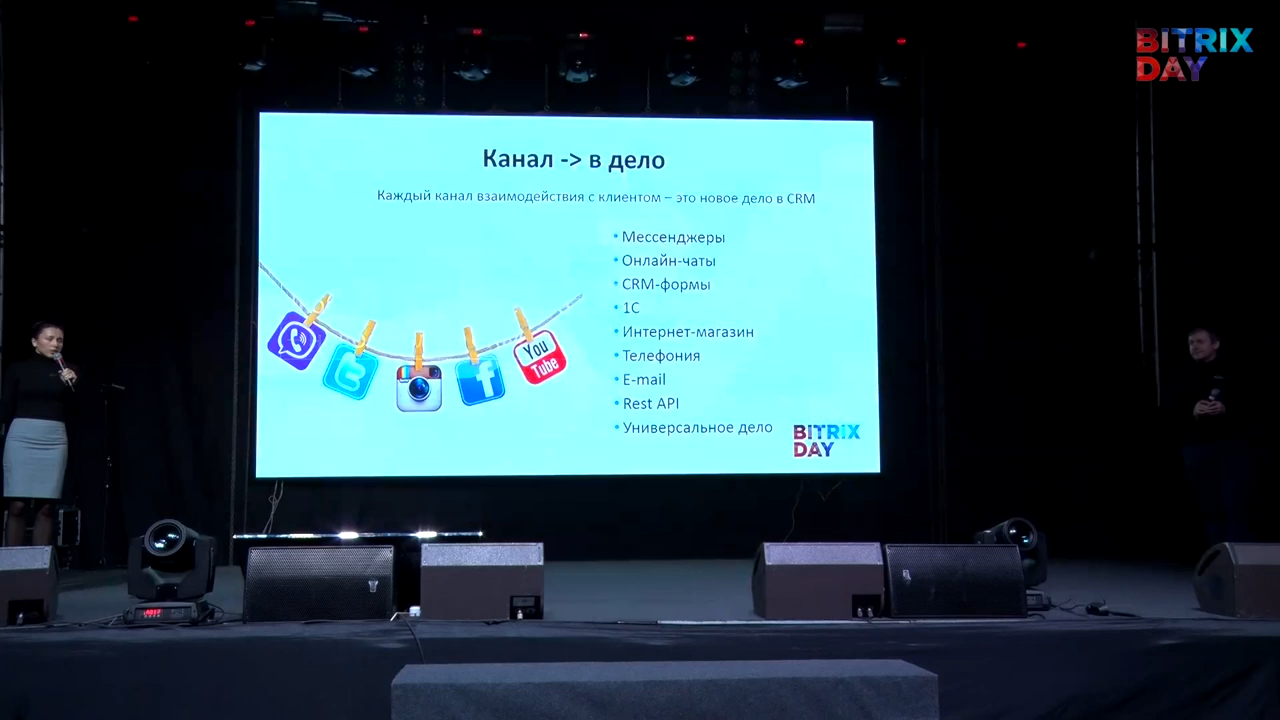 BITRIX
DAY
Канал -> в дело
Каждый канал взаимодействия с клиентом – это новое дело в CRM
• Мессенджеры
• Онлайн-чаты
• CRM-формы
• 1С
• Интернет-магазин
• Телефония
• E-mail
• Rest API
• Универсальное дело
You
Tube
BITRIX
DAY